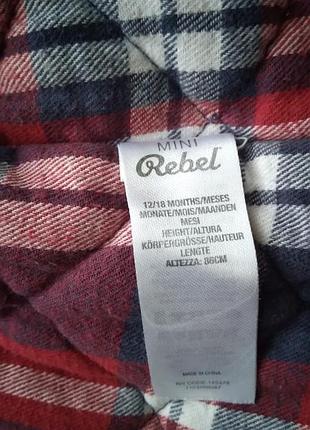 MINI
Rebel
12/18 MONTHS/MESES
MONATE/MOIS/MAANDEN
MESI
HEIGHT/ALTURA
KÖRPERGRÖSSE/HAUTEUR
LENGTE
ALTEZZA: 86CM
MADE IN CHINA